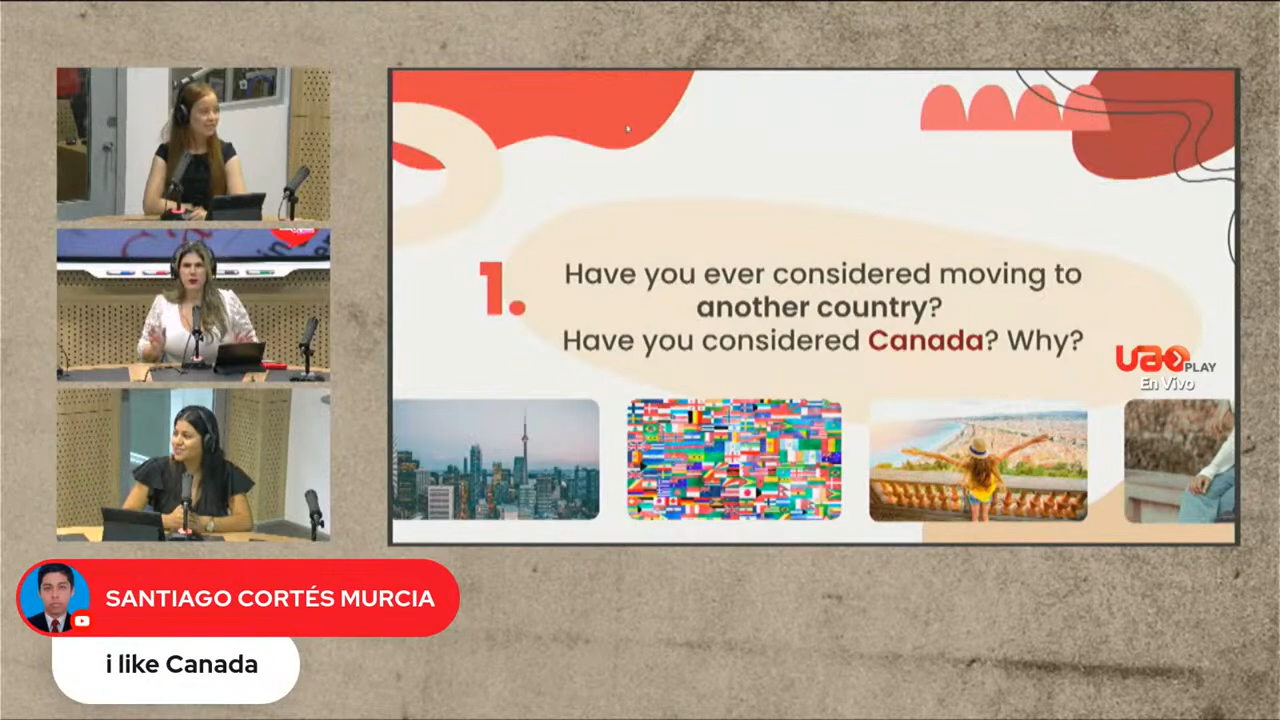 1.
Have you ever considered moving to
another country?
Have you considered Canada? Why?
uao PLAY
En Vivo
SANTIAGO CORTÉS MURCIA
i like Canada